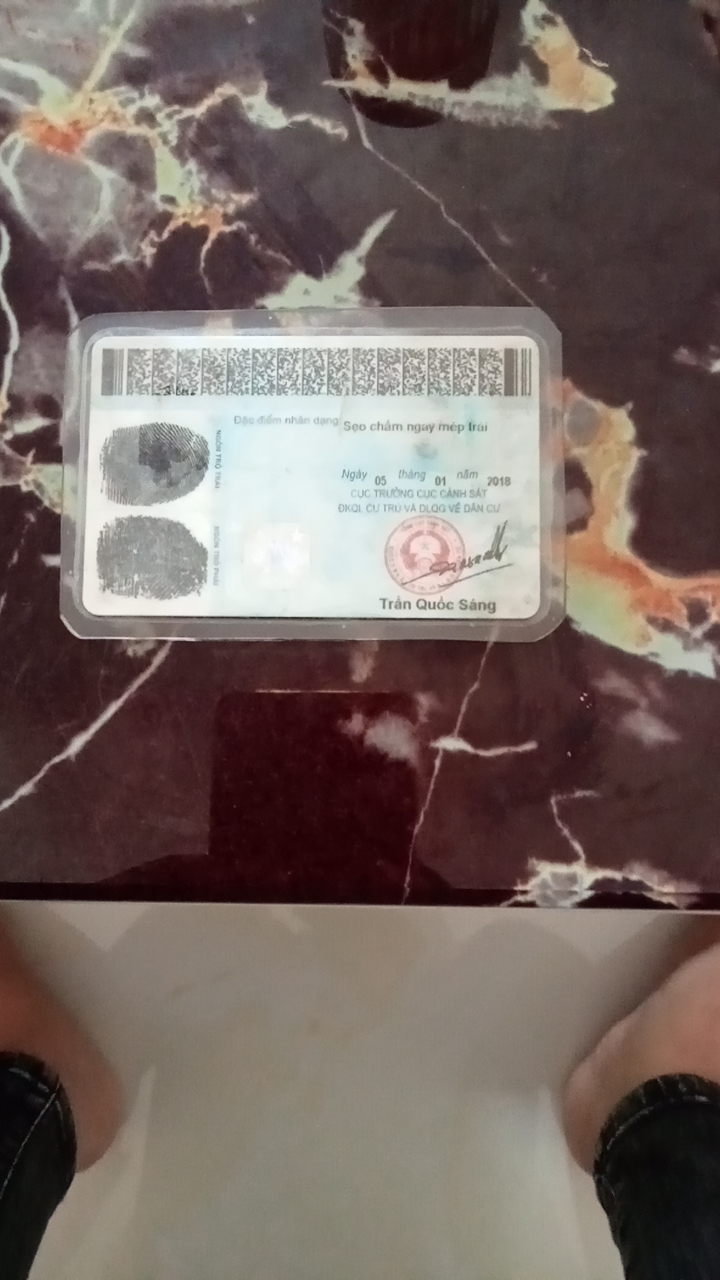 Đặc điểm nhận dạng Sẹo chấm ngay mép trái
NGÓN TRỎ TRÁI
Ngày 05 tháng 01 năm 2018
CỤC TRƯỞNG CỤC CẢNH SÁT
ĐKQL CƯ TRÚ VÀ DLQG VỀ DÂN CƯ
NGÓN TRỎ PHẢI
Trần Quốc Sáng